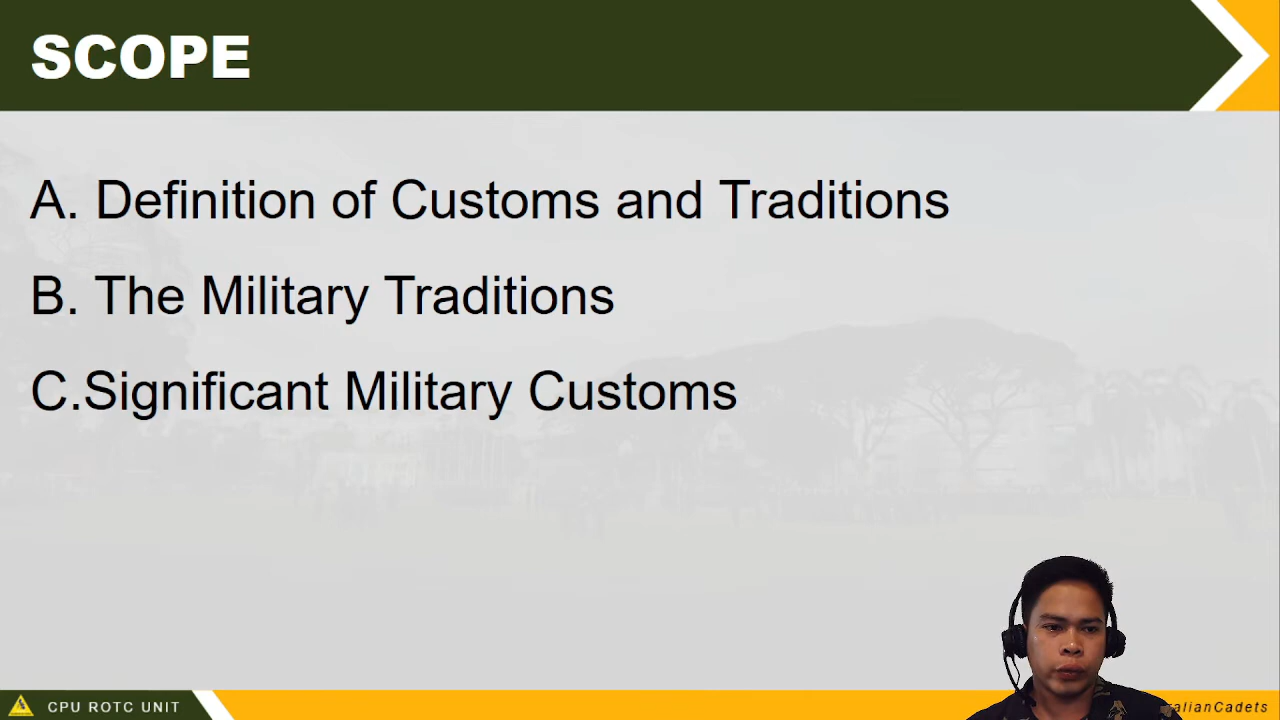 SCOPE
A. Definition of Customs and Traditions
B. The Military Traditions
C.Significant Military Customs
CPU ROTC UNIT